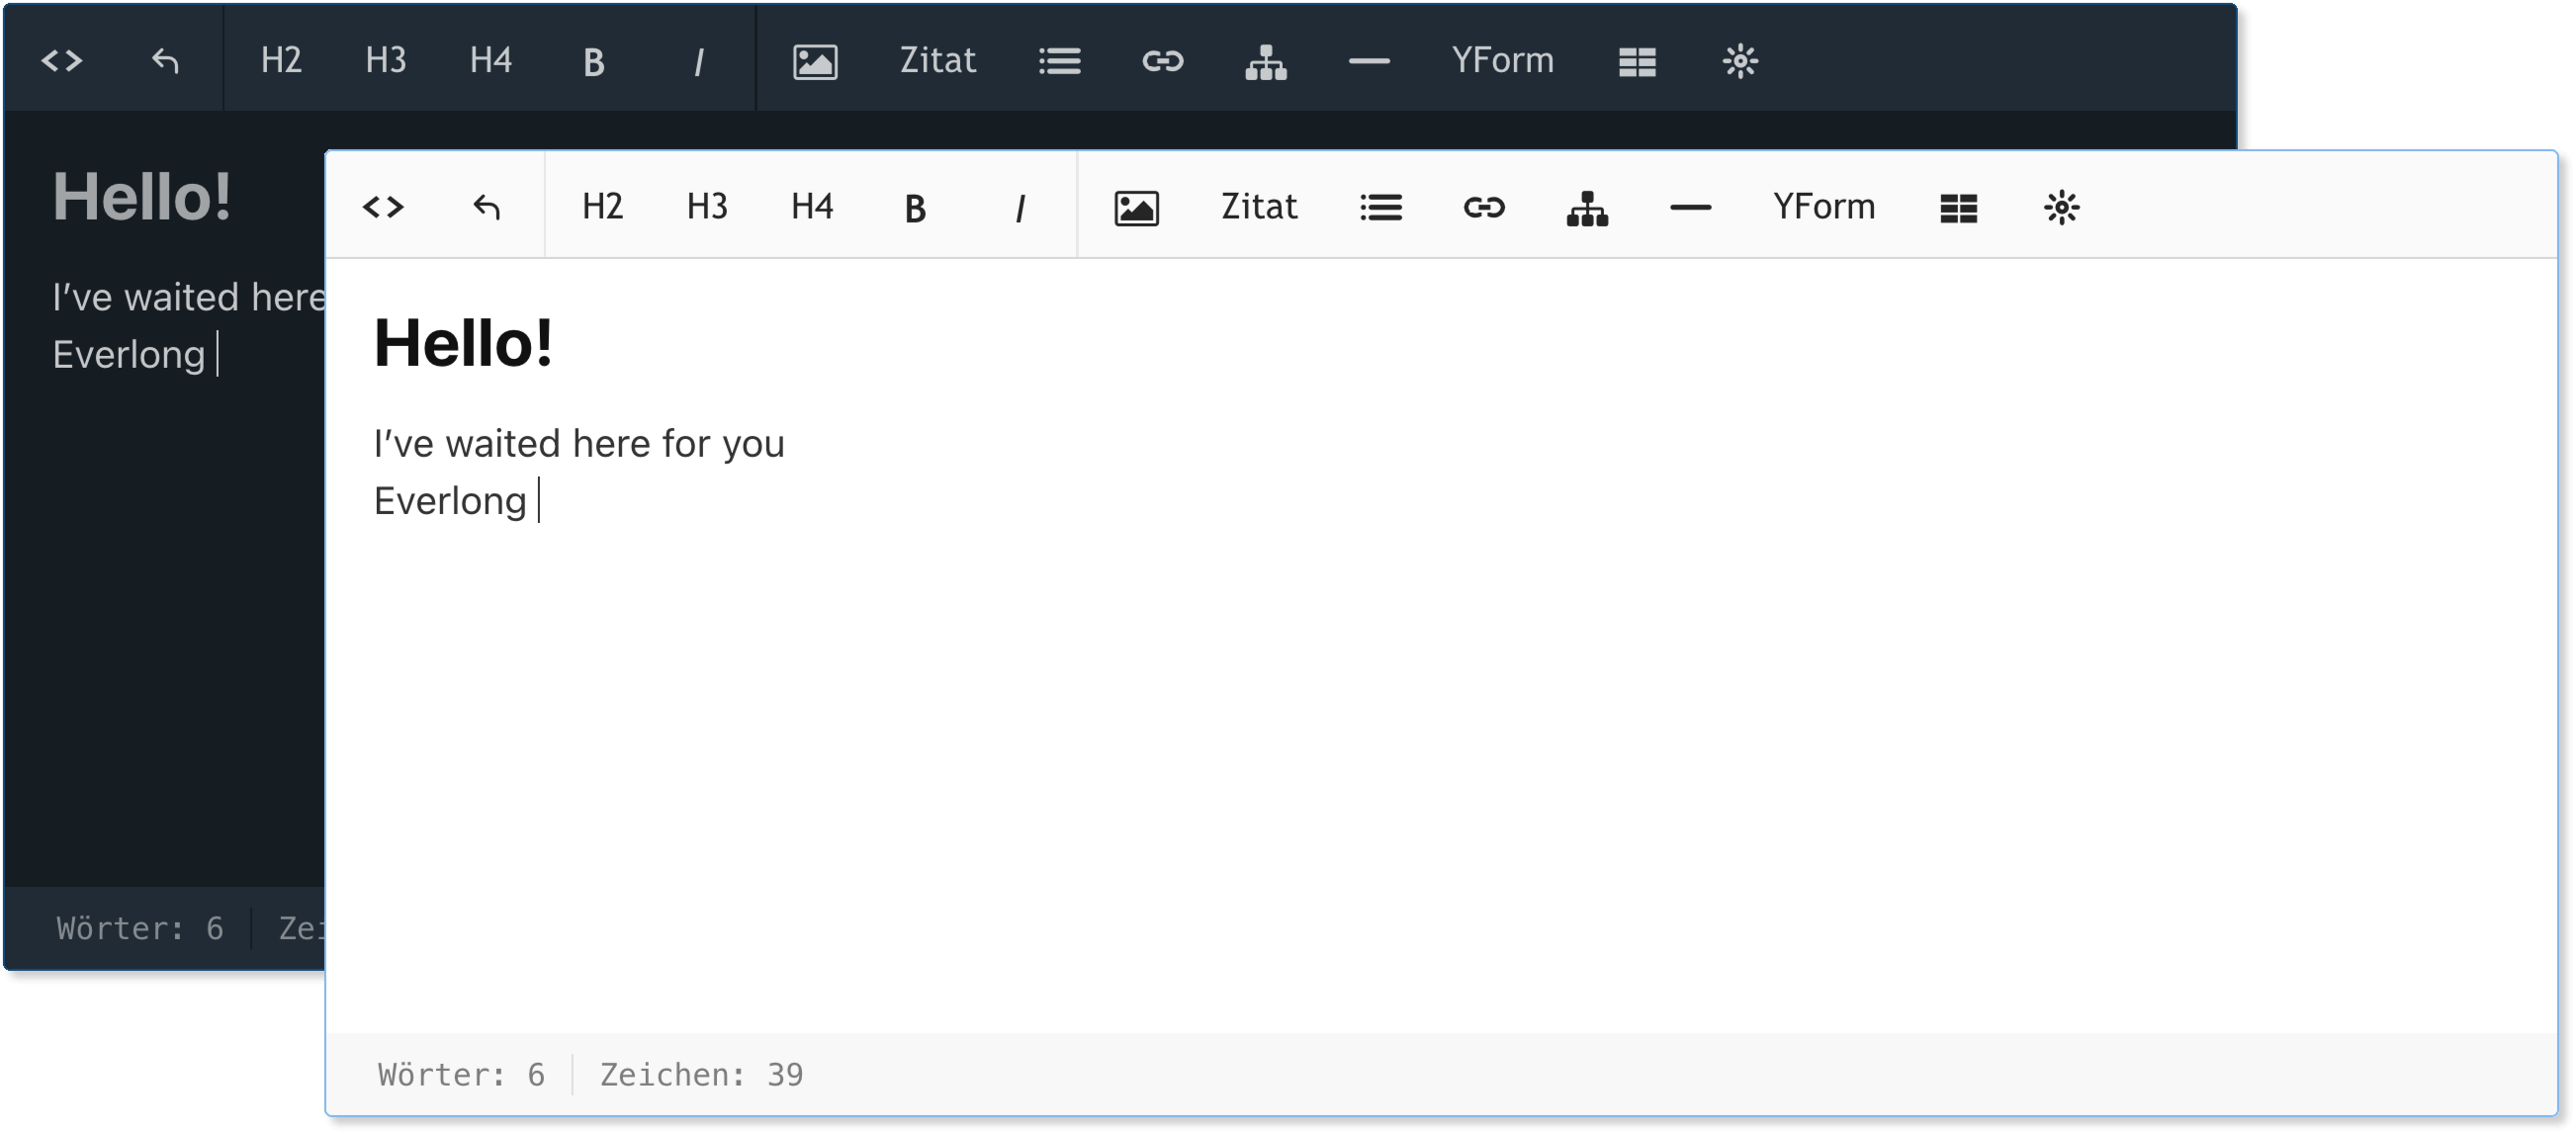 H2 H3 H4 B I Zitat YForm
Hello!
I’ve waited here
Everlong
Wörter: 6
H2 H3 H4 B I Zitat YForm
Hello!
I’ve waited here for you
Everlong
Wörter: 6 Zeichen: 39